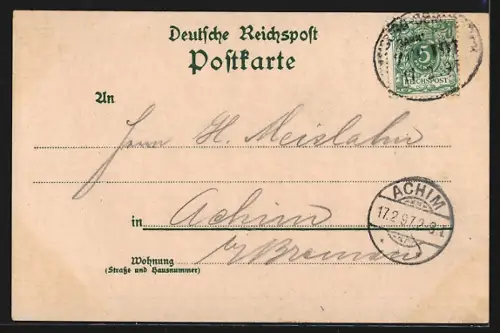 Deutsche Reichspost
Postkarte
5
REICHSPOST
An
Herrn H. Meislahn
in Achim
b/ Bremen
ACHIM
17.2.97.
Wohnung
(Straße und Hausnummer)